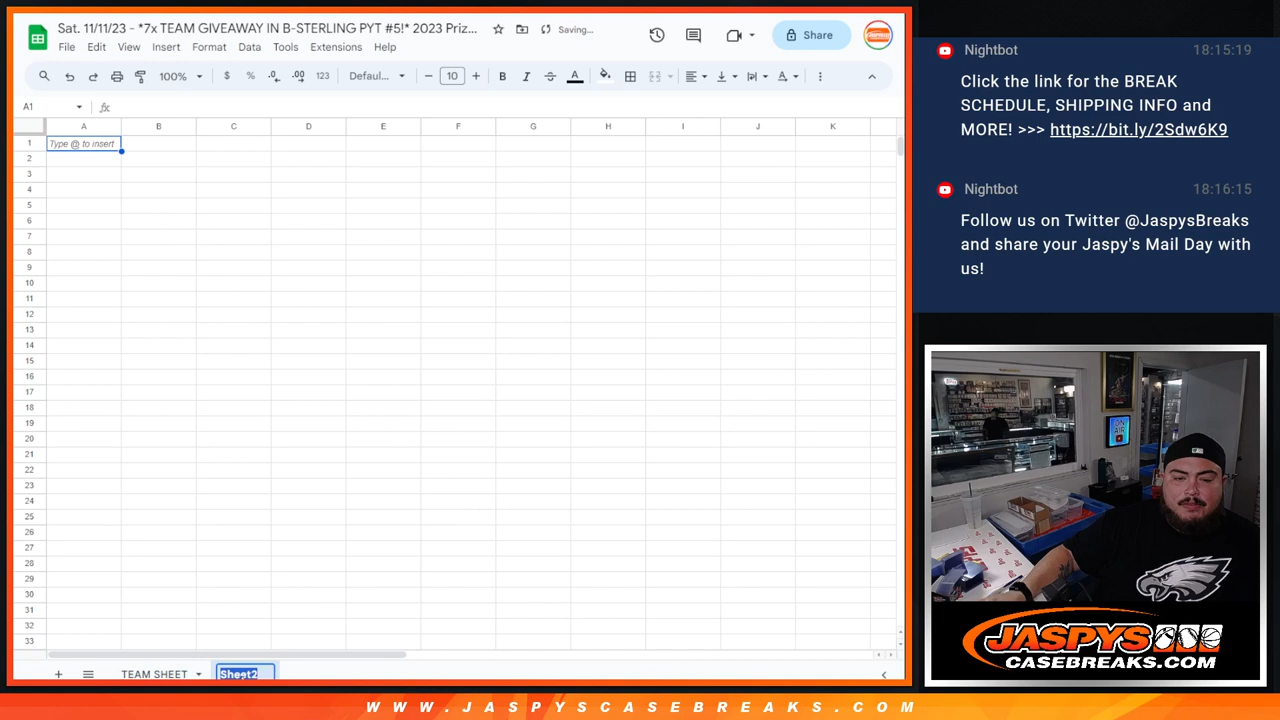 Sat. 11/11/23 - *7x TEAM GIVEAWAY IN B-STERLING PYT #5!* 2023 Priz...
Saving...
Share
File Edit View Insert Format Data Tools Extensions Help
100% $ % .0 .00 123 Defaul... − 10 + B I S A
A1 fx
A B C D E F G H I J K
1 Type @ to insert
2
3
4
5
6
7
8
9
10
11
12
13
14
15
16
17
18
19
20
21
22
23
24
25
26
27
28
29
30
31
32
33
TEAM SHEET Sheet2
Nightbot 18:15:19
Click the link for the BREAK
SCHEDULE, SHIPPING INFO and
MORE! >>> https://bit.ly/2Sdw6K9
Nightbot 18:16:15
Follow us on Twitter @JaspysBreaks
and share your Jaspy's Mail Day with
us!
ON
AIR
JASPYS
CASEBREAKS.COM
WWW.JASPYSCASEBREAKS.COM